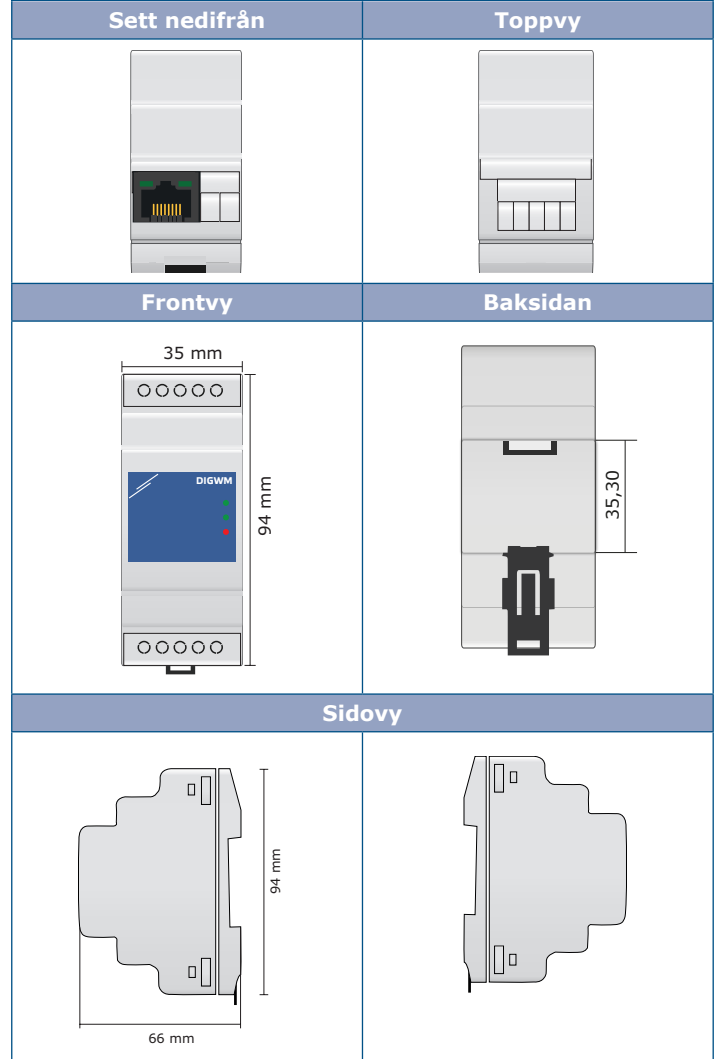 Sett nedifrån
Toppvy
Frontvy
Baksidan
35 mm
DIGWM
94 mm
35,30
Sidovy
94 mm
66 mm